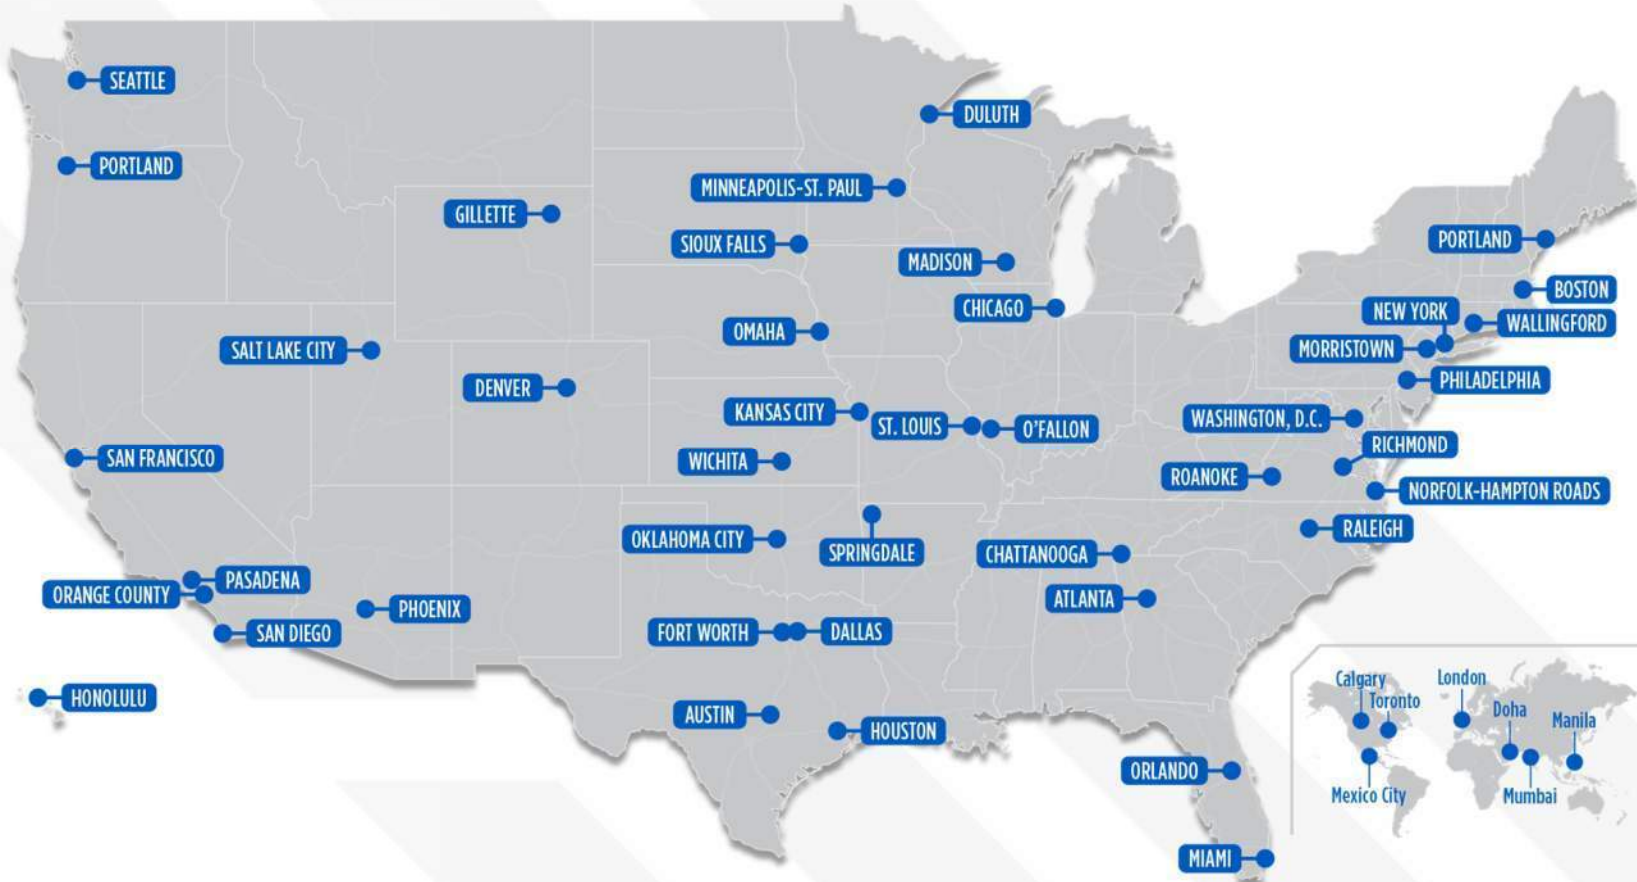 SEATTLE
DULUTH
PORTLAND
MINNEAPOLIS-ST. PAUL
GILLETTE
SIOUX FALLS
PORTLAND
MADISON
BOSTON
CHICAGO
NEW YORK
WALLINGFORD
OMAHA
SALT LAKE CITY
MORRISTOWN
DENVER
PHILADELPHIA
KANSAS CITY
ST. LOUIS
O'FALLON
WASHINGTON, D.C.
RICHMOND
SAN FRANCISCO
WICHITA
ROANOKE
NORFOLK-HAMPTON ROADS
OKLAHOMA CITY
SPRINGDALE
RALEIGH
CHATTANOOGA
PASADENA
ORANGE COUNTY
PHOENIX
ATLANTA
SAN DIEGO
FORT WORTH
DALLAS
HONOLULU
AUSTIN
HOUSTON
ORLANDO
MIAMI
Calgary
London
Toronto
Doha
Manila
Mexico City
Mumbai